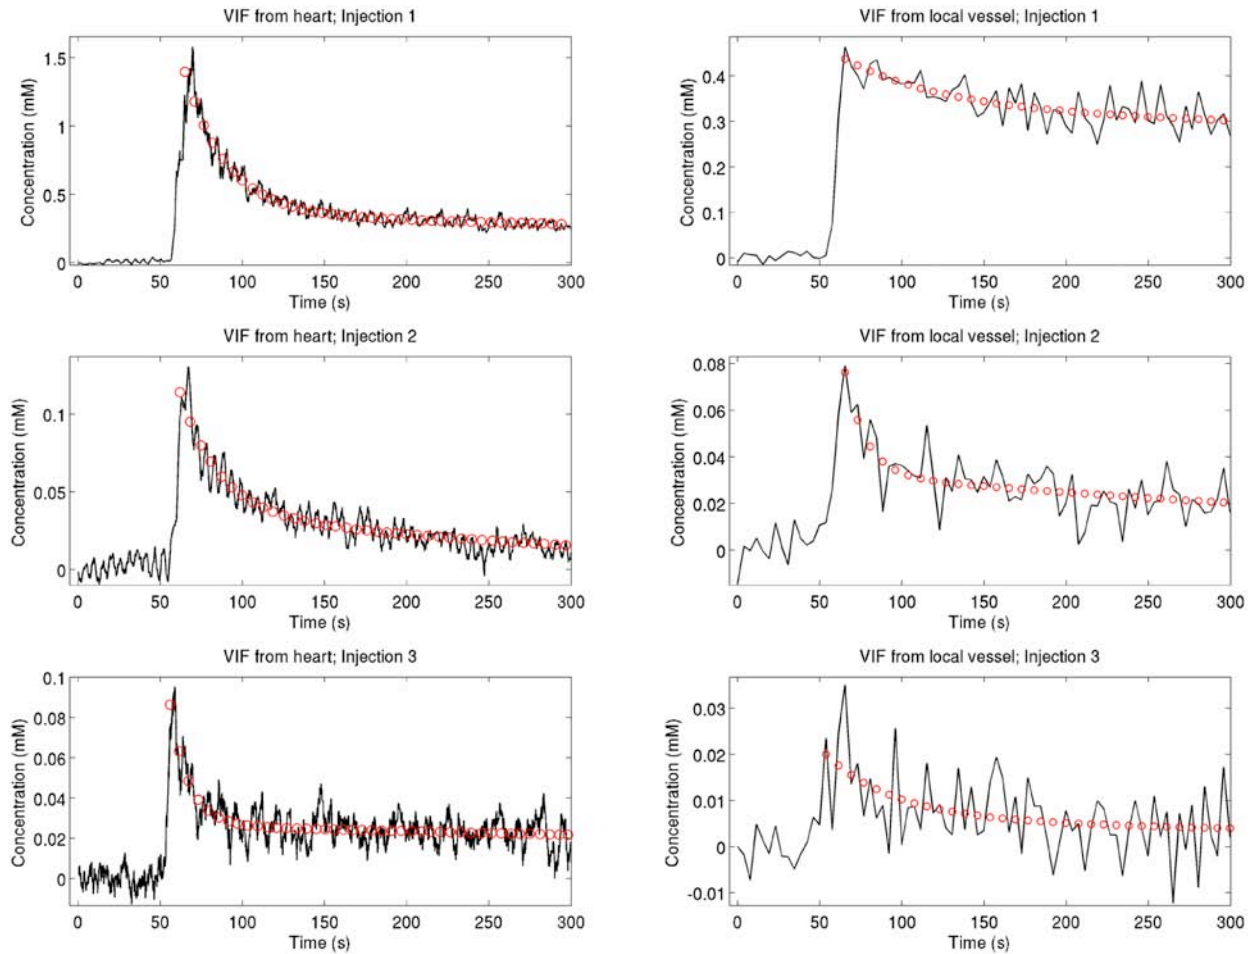 VIF from heart; Injection 1
Concentration (mM)
1.5
1
0.5
0
0 50 100 150 200 250 300
Time (s)
VIF from local vessel; Injection 1
Concentration (mM)
0.4
0.3
0.2
0.1
0
0 50 100 150 200 250 300
Time (s)
VIF from heart; Injection 2
Concentration (mM)
0.1
0.05
0
0 50 100 150 200 250 300
Time (s)
VIF from local vessel; Injection 2
Concentration (mM)
0.08
0.06
0.04
0.02
0
0 50 100 150 200 250 300
Time (s)
VIF from heart; Injection 3
Concentration (mM)
0.1
0.08
0.06
0.04
0.02
0
0 50 100 150 200 250 300
Time (s)
VIF from local vessel; Injection 3
Concentration (mM)
0.03
0.02
0.01
0
-0.01
0 50 100 150 200 250 300
Time (s)